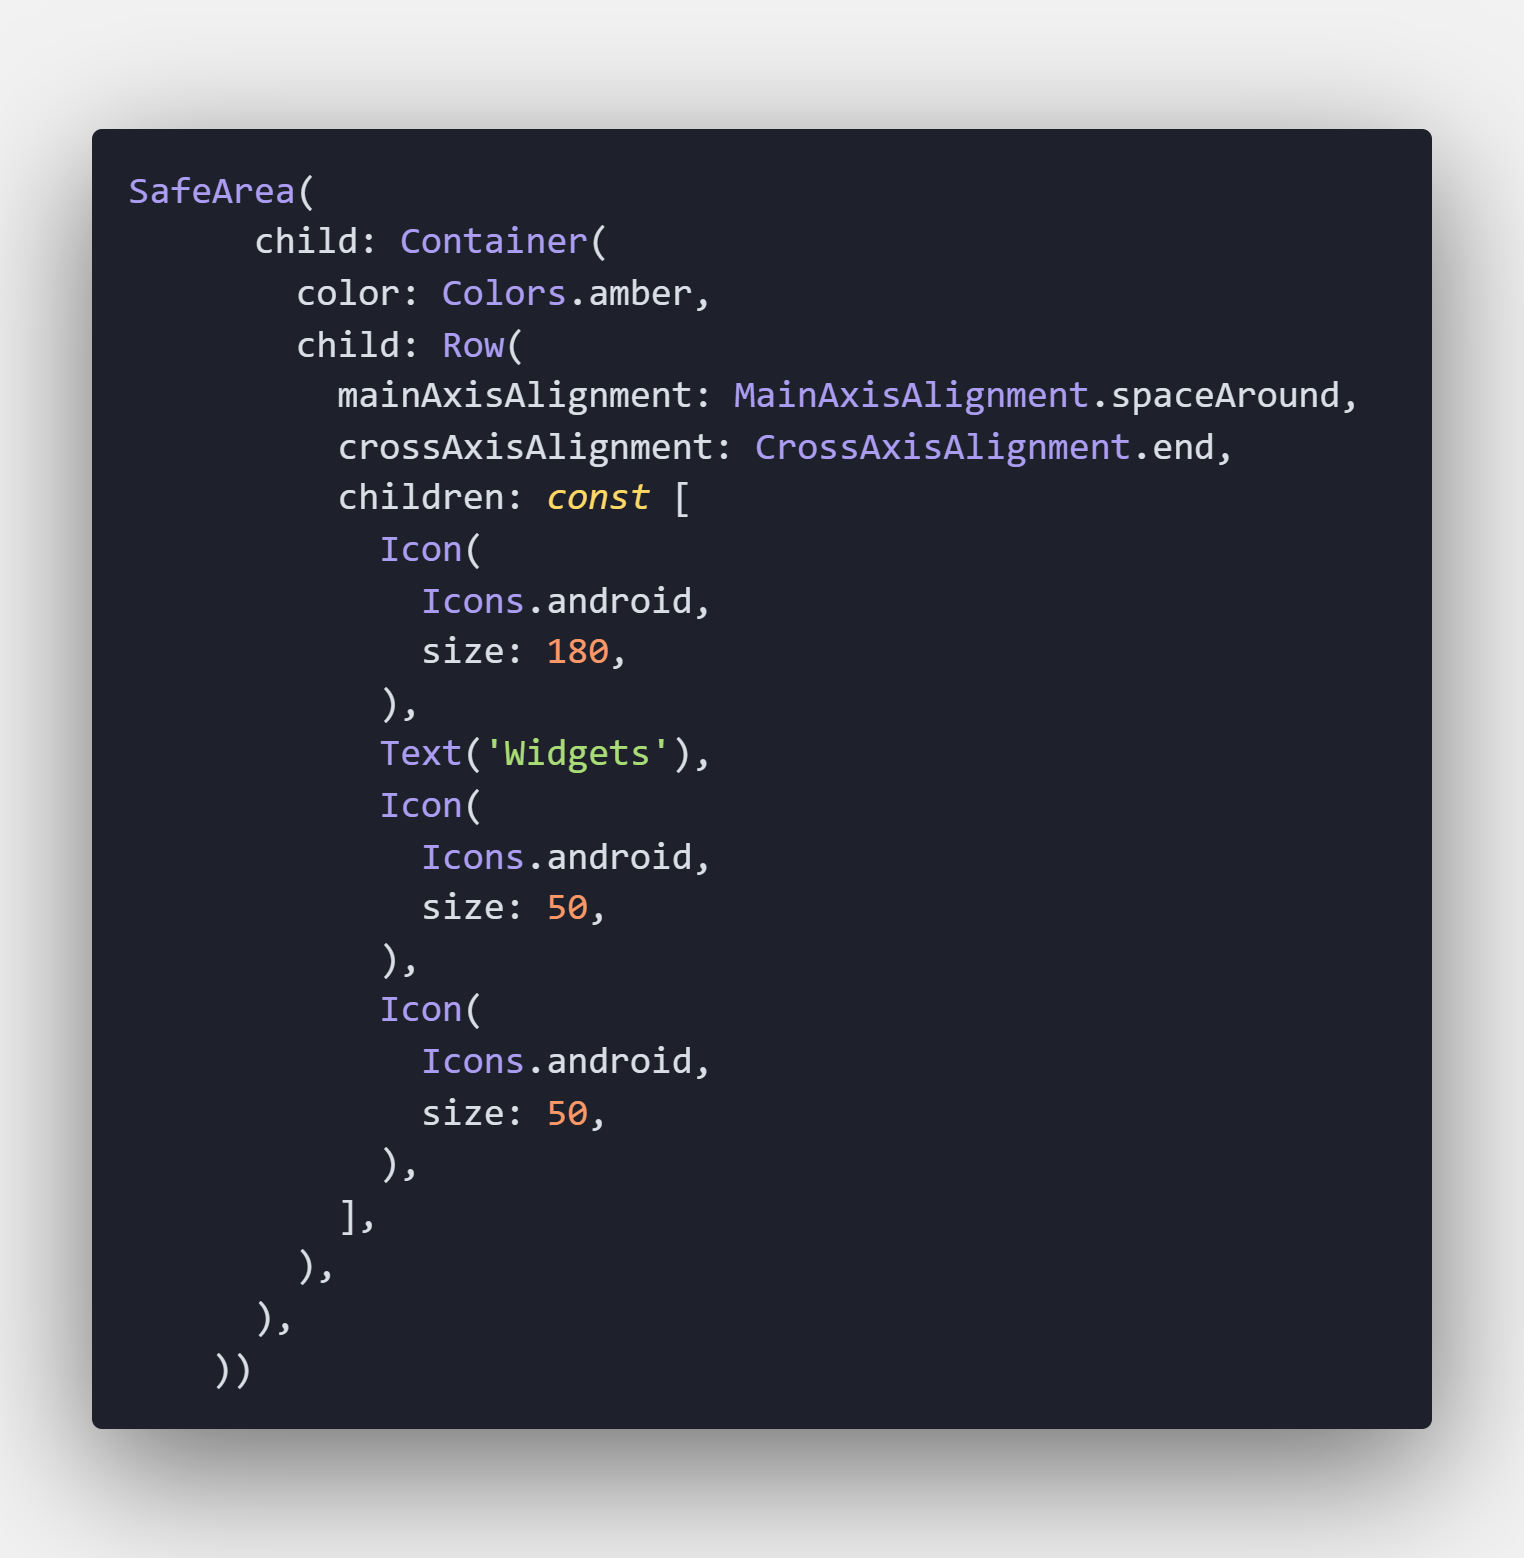 SafeArea(
      child: Container(
        color: Colors.amber,
        child: Row(
          mainAxisAlignment: MainAxisAlignment.spaceAround,
          crossAxisAlignment: CrossAxisAlignment.end,
          children: const [
            Icon(
              Icons.android,
              size: 180,
            ),
            Text('Widgets'),
            Icon(
              Icons.android,
              size: 50,
            ),
            Icon(
              Icons.android,
              size: 50,
            ),
          ],
        ),
      ),
    ))